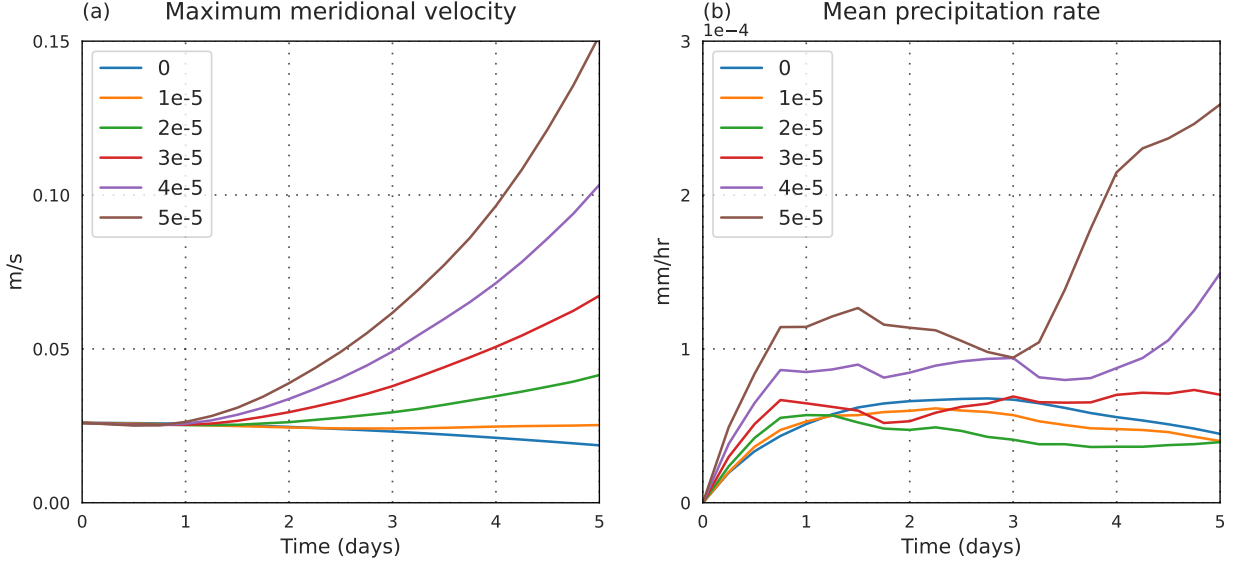 (a)
Maximum meridional velocity
0.15
0.10
0.05
0.00
m/s
0
1e-5
2e-5
3e-5
4e-5
5e-5
0 1 2 3 4 5
Time (days)
(b)
Mean precipitation rate
1e−4
3
2
1
0
mm/hr
0
1e-5
2e-5
3e-5
4e-5
5e-5
0 1 2 3 4 5
Time (days)